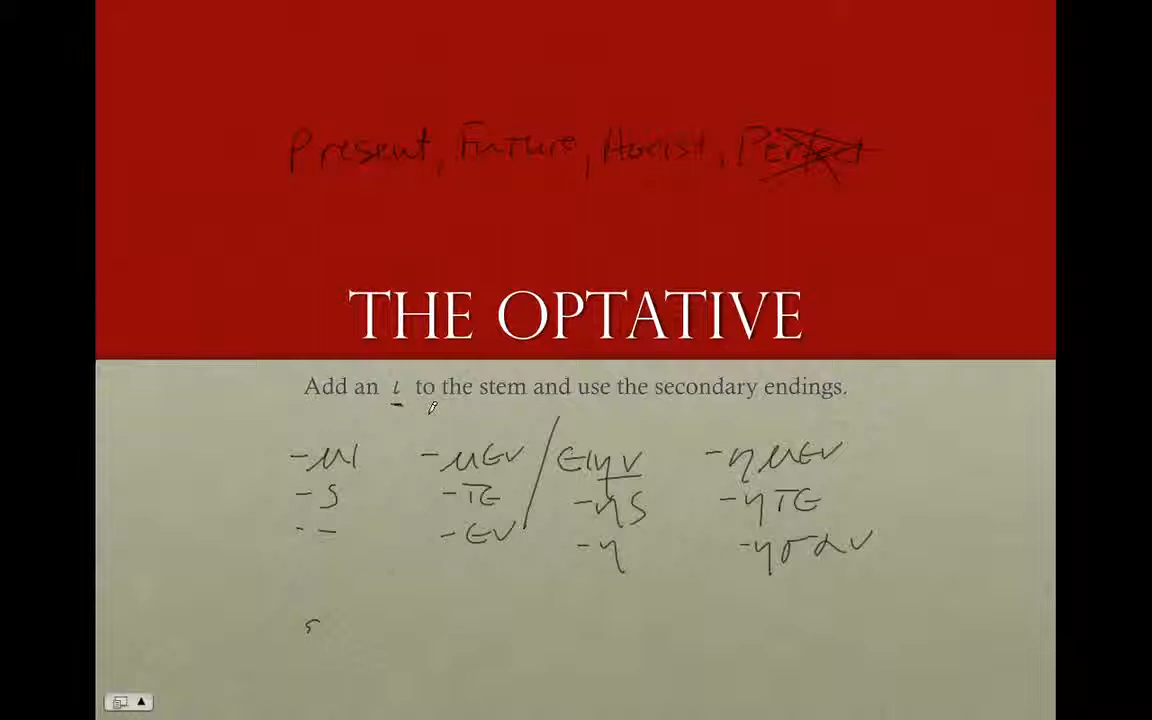 Present, Future, Aorist, Perfect
THE OPTATIVE
Add an ι to the stem and use the secondary endings.
-μι -μεν / ειην -ημεν
-ς -τε -ης -ητε
-- -εν -η -ησαν
ς